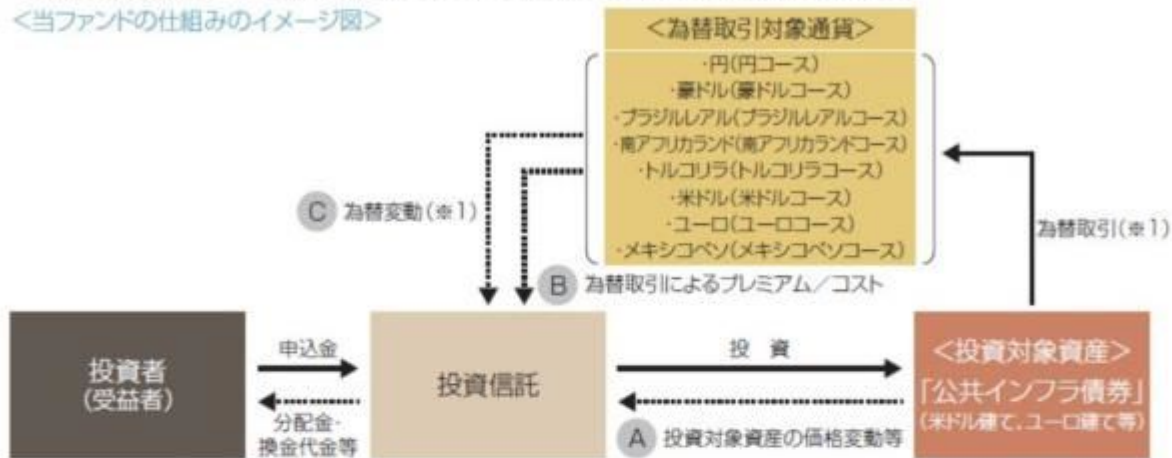 <当ファンドの仕組みのイメージ図>
<為替取引対象通貨>
・円(円コース)
・豪ドル(豪ドルコース)
・ブラジルレアル(ブラジルレアルコース)
・南アフリカランド(南アフリカランドコース)
・トルコリラ(トルコリラコース)
・米ドル(米ドルコース)
・ユーロ(ユーロコース)
・メキシコペソ(メキシコペソコース)
C 為替変動(※1)
為替取引(※1)
B 為替取引によるプレミアム/コスト
投資者
(受益者)
申込金
分配金・
換金代金等
投資信託
投 資
A 投資対象資産の価格変動等
<投資対象資産>
「公共インフラ債券」
(米ドル建て、ユーロ建て等)